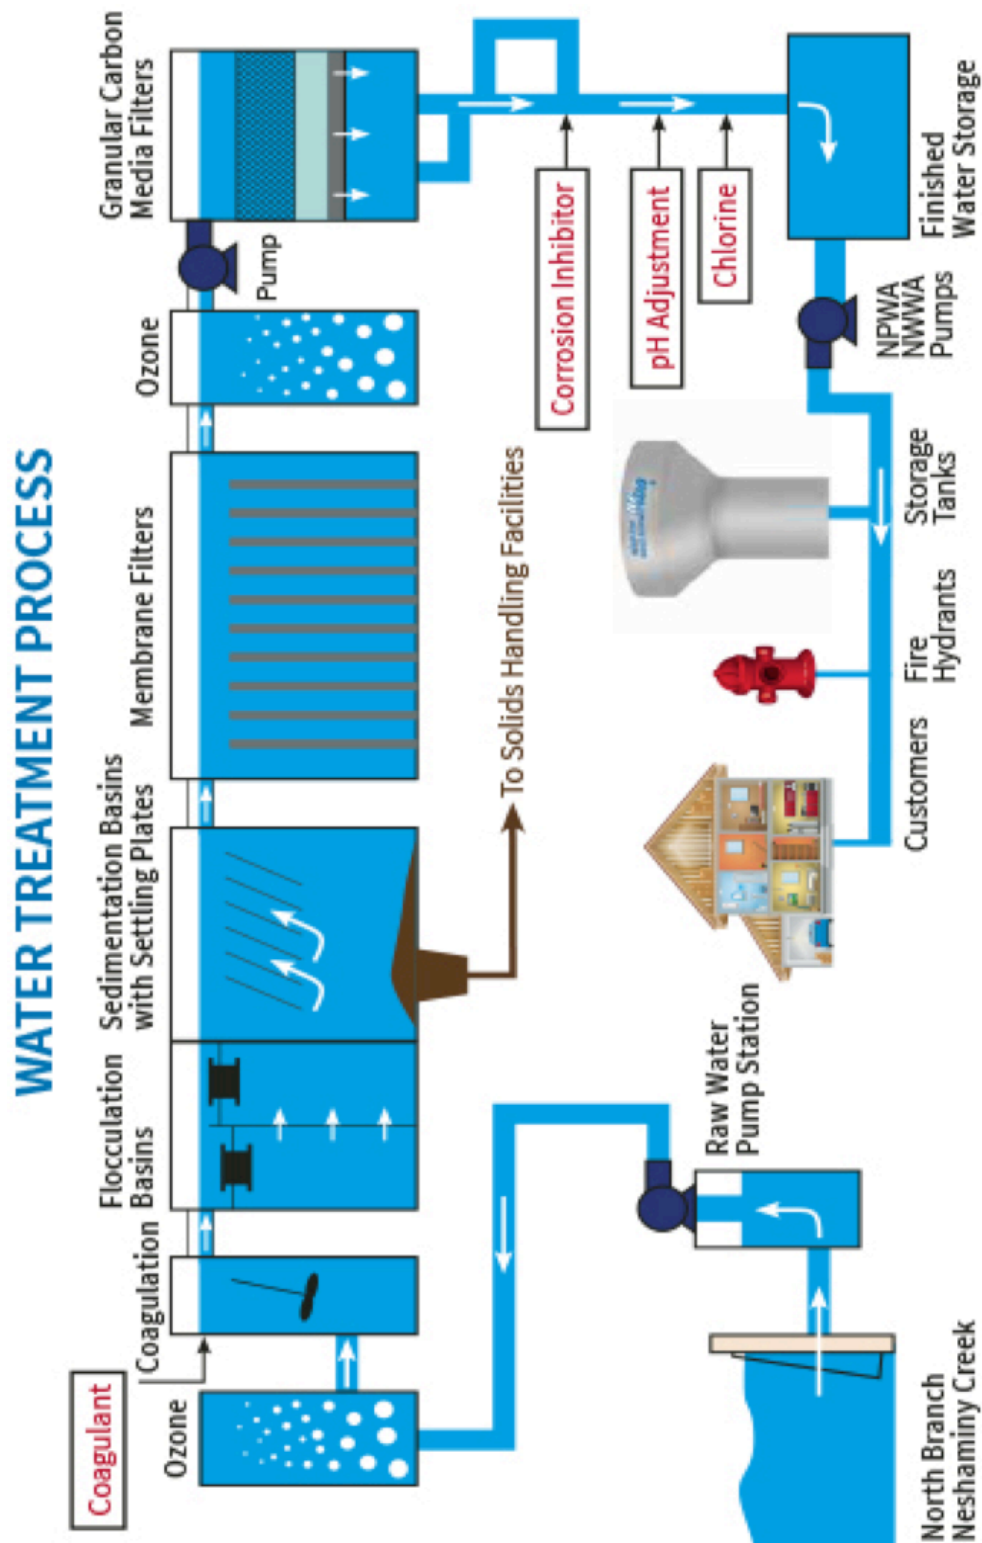 WATER TREATMENT PROCESS
Coagulant
Ozone
Coagulation
Flocculation
Basins
Sedimentation Basins
with Settling Plates
Membrane Filters
Ozone
Pump
Granular Carbon
Media Filters
To Solids Handling Facilities
Corrosion Inhibitor
pH Adjustment
Chlorine
North Branch
Neshaminy Creek
Raw Water
Pump Station
Customers
Fire
Hydrants
Storage
Tanks
NPWA
NWWA
Pumps
Finished
Water Storage